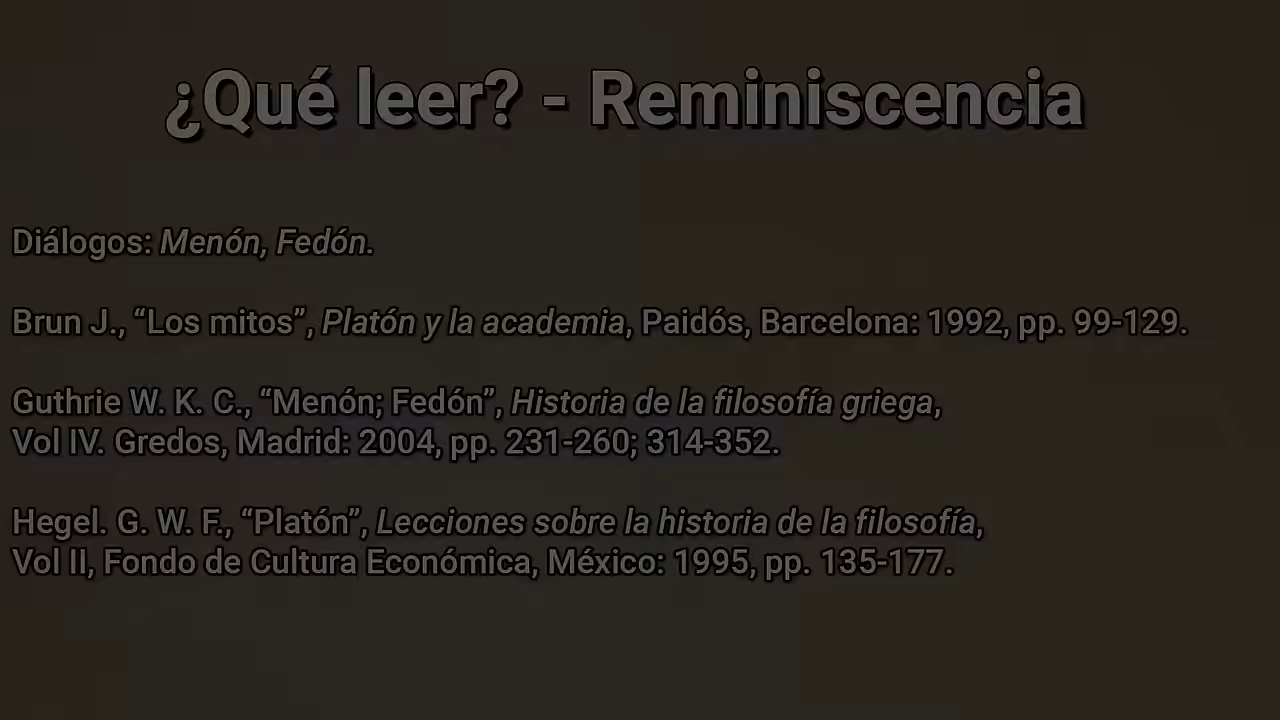 ¿Qué leer? - Reminiscencia
Diálogos: Menón, Fedón.
Brun J., “Los mitos”, Platón y la academia, Paidós, Barcelona: 1992, pp. 99-129.
Guthrie W. K. C., “Menón; Fedón”, Historia de la filosofía griega,
Vol IV. Gredos, Madrid: 2004, pp. 231-260; 314-352.
Hegel. G. W. F., “Platón”, Lecciones sobre la historia de la filosofía,
Vol II, Fondo de Cultura Económica, México: 1995, pp. 135-177.